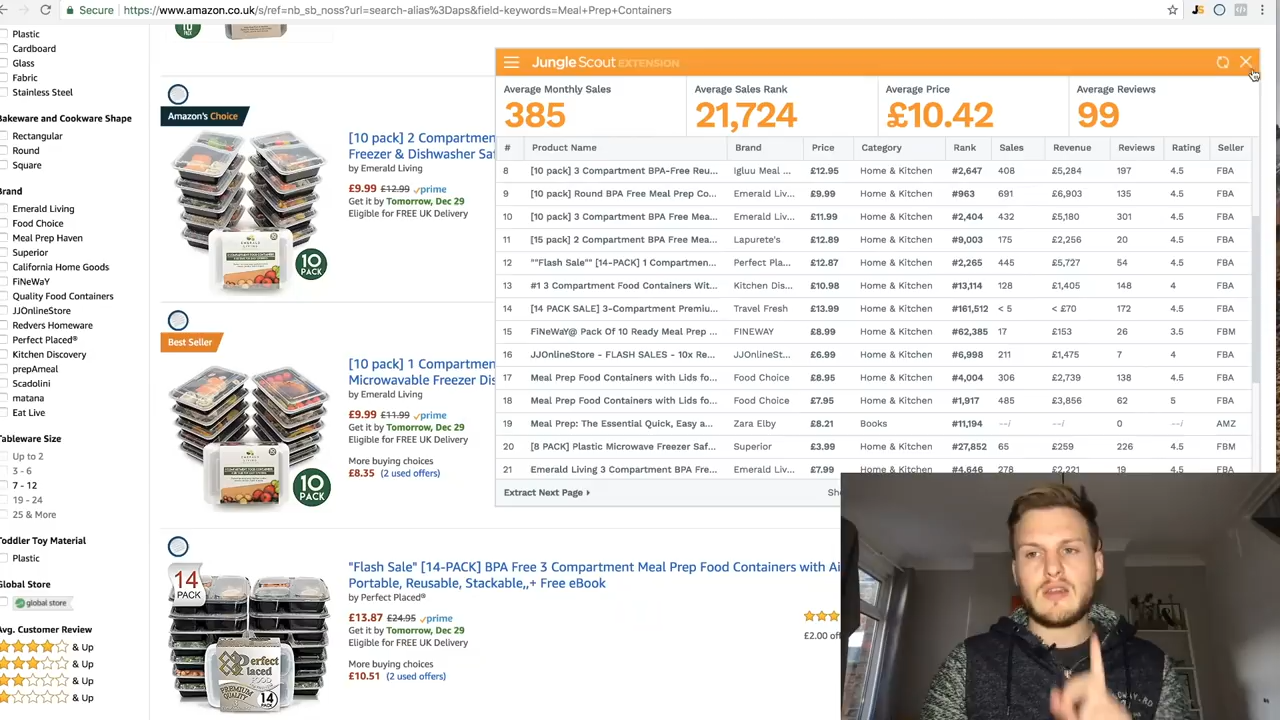 Secure
https://www.amazon.co.uk/s/ref=nb_sb_noss?url=search-alias%3Daps&field-keywords=Meal+Prep+Containers
Plastic
Cardboard
Glass
Fabric
Stainless Steel
Bakeware and Cookware Shape
Rectangular
Round
Square
Brand
Emerald Living
Food Choice
Meal Prep Haven
Superior
California Home Goods
FiNeWaY
Quality Food Containers
JJOnlineStore
Redvers Homeware
Perfect Placed®
Kitchen Discovery
prepAmeal
Scadolini
matana
Eat Live
Tableware Size
Up to 2
3 - 6
7 - 12
19 - 24
25 & More
Toddler Toy Material
Plastic
Global Store
global store
Avg. Customer Review
& Up
& Up
& Up
& Up
10
PACK
Amazon's Choice
[10 pack] 2 Compartment
Freezer & Dishwasher Saf
by Emerald Living
£9.99 £12.99 prime
Get it by Tomorrow, Dec 29
Eligible for FREE UK Delivery
10
PACK
Best Seller
[10 pack] 1 Compartmen
Microwavable Freezer Dis
by Emerald Living
£9.99 £11.99 prime
Get it by Tomorrow, Dec 29
Eligible for FREE UK Delivery
More buying choices
£8.35 (2 used offers)
10
PACK
"Flash Sale" [14-PACK] BPA Free 3 Compartment Meal Prep Food Containers with Ai
Portable, Reusable, Stackable,,+ Free eBook
by Perfect Placed®
£13.87 £24.95 prime
Get it by Tomorrow, Dec 29
Eligible for FREE UK Delivery
More buying choices
£10.51 (2 used offers)
£2.00 off
14
PACK
Perfect
Placed
FOOD
PREMIUM
QUALITY
14
Jungle Scout EXTENSION
Average Monthly Sales
385
Average Sales Rank
21,724
Average Price
£10.42
Average Reviews
99
# Product Name Brand Price Category Rank Sales Revenue Reviews Rating Seller
8 [10 pack] 3 Compartment BPA-Free Reu... Igluu Meal ... £12.95 Home & Kitchen #2,647 408 £5,284 197 4.5 FBA
9 [10 pack] Round BPA Free Meal Prep Co... Emerald Liv... £9.99 Home & Kitchen #963 691 £6,903 135 4.5 FBA
10 [10 pack] 3 Compartment BPA Free Mea... Emerald Liv... £11.99 Home & Kitchen #2,404 432 £5,180 301 4.5 FBA
11 [15 pack] 2 Compartment BPA Free Mea... Lapurete's £12.89 Home & Kitchen #9,003 175 £2,256 20 4.5 FBA
12 ""Flash Sale"" [14-PACK] 1 Compartmen... Perfect Pla... £12.87 Home & Kitchen #2,265 445 £5,727 54 4.5 FBA
13 #1 3 Compartment Food Containers Wit... Kitchen Dis... £10.98 Home & Kitchen #13,114 128 £1,405 148 4 FBA
14 [14 PACK SALE] 3-Compartment Premiu... Travel Fresh £13.99 Home & Kitchen #161,512 < 5 < £70 172 4.5 FBA
15 FiNeWaY@ Pack Of 10 Ready Meal Prep ... FINEWAY £8.99 Home & Kitchen #62,385 17 £153 26 3.5 FBM
16 JJOnlineStore - FLASH SALES - 10x Re... JJOnlineSt... £6.99 Home & Kitchen #6,998 211 £1,475 7 4 FBA
17 Meal Prep Food Containers with Lids fo... Food Choice £8.95 Home & Kitchen #4,004 306 £2,739 138 4.5 FBA
18 Meal Prep Food Containers with Lids fo... Food Choice £7.95 Home & Kitchen #1,917 485 £3,856 62 5 FBA
19 Meal Prep: The Essential Quick, Easy a... Zara Elby £8.21 Books #11,194 --/ --/ 0 --/ AMZ
20 [8 PACK] Plastic Microwave Freezer Saf... Superior £3.99 Home & Kitchen #27,852 65 £259 226 4.5 FBM
21 Emerald Living 3 Compartment BPA Fre... Emerald Liv... £7.99 Home & Kitchen #4,646 278 £2,221 4.5 FBA
Extract Next Page